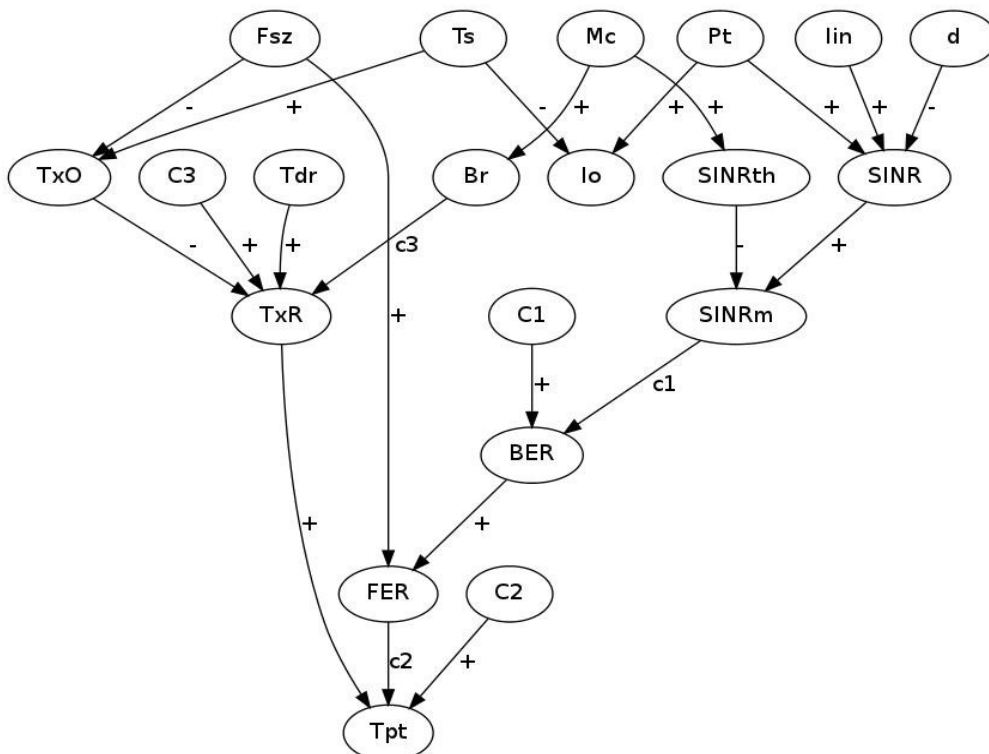 Fsz Ts Mc Pt Iin d
- + - + + + + + -
TxO C3 Tdr Br Io SINRth SINR
- + + c3 - +
TxR + C1 SINRm
+ c1
BER
+ +
FER C2
c2 +
Tpt